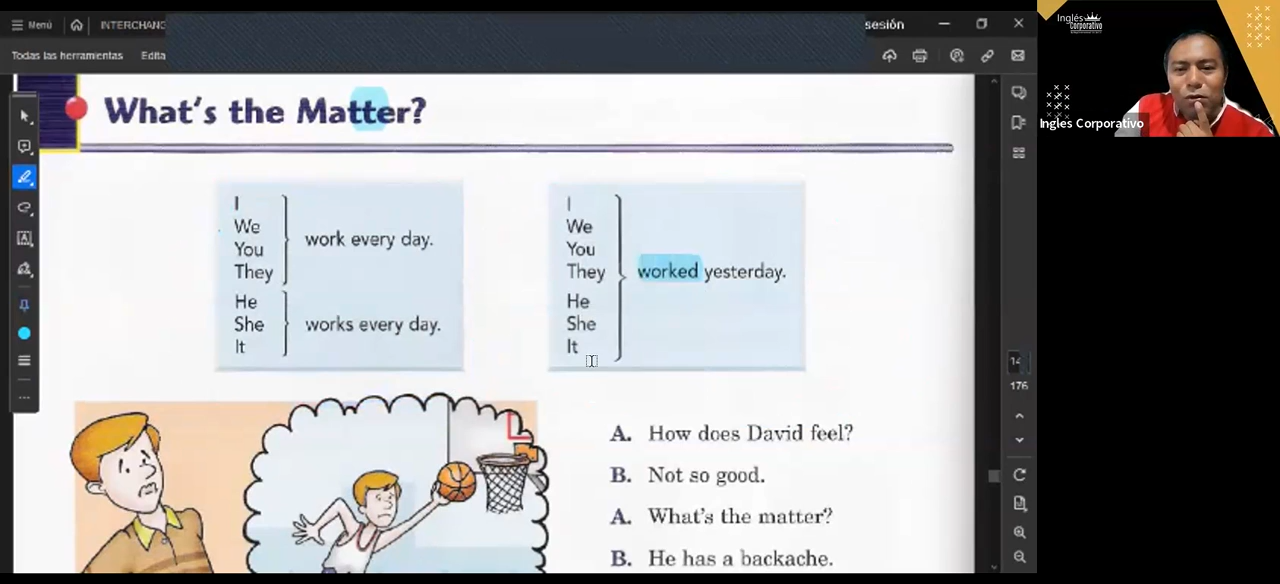 Menú
INTERCHANG
sesión
Todas las herramientas
Edita
What's the Matter?
I
We
You
They
work every day.
He
She
It
works every day.
I
We
You
They
He
She
It
worked yesterday.
A. How does David feel?
B. Not so good.
A. What's the matter?
B. He has a backache.
14
176
Inglés
Corporativo
Ingles Corporativo